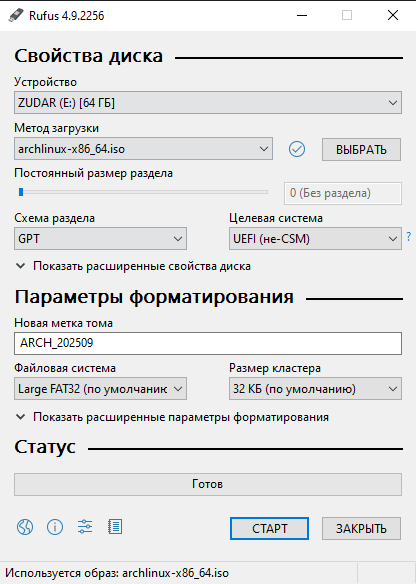 Rufus 4.9.2256
Свойства диска
Устройство
ZUDAR (E:) [64 ГБ]
Метод загрузки
archlinux-x86_64.iso
ВЫБРАТЬ
Постоянный размер раздела
0 (Без раздела)
Схема раздела
Целевая система
GPT
UEFI (не-CSM)
?
Показать расширенные свойства диска
Параметры форматирования
Новая метка тома
ARCH_202509
Файловая система
Размер кластера
Large FAT32 (по умолчанию
32 КБ (по умолчанию)
Показать расширенные параметры форматирования
Статус
Готов
СТАРТ
ЗАКРЫТЬ
Используется образ: archlinux-x86_64.iso